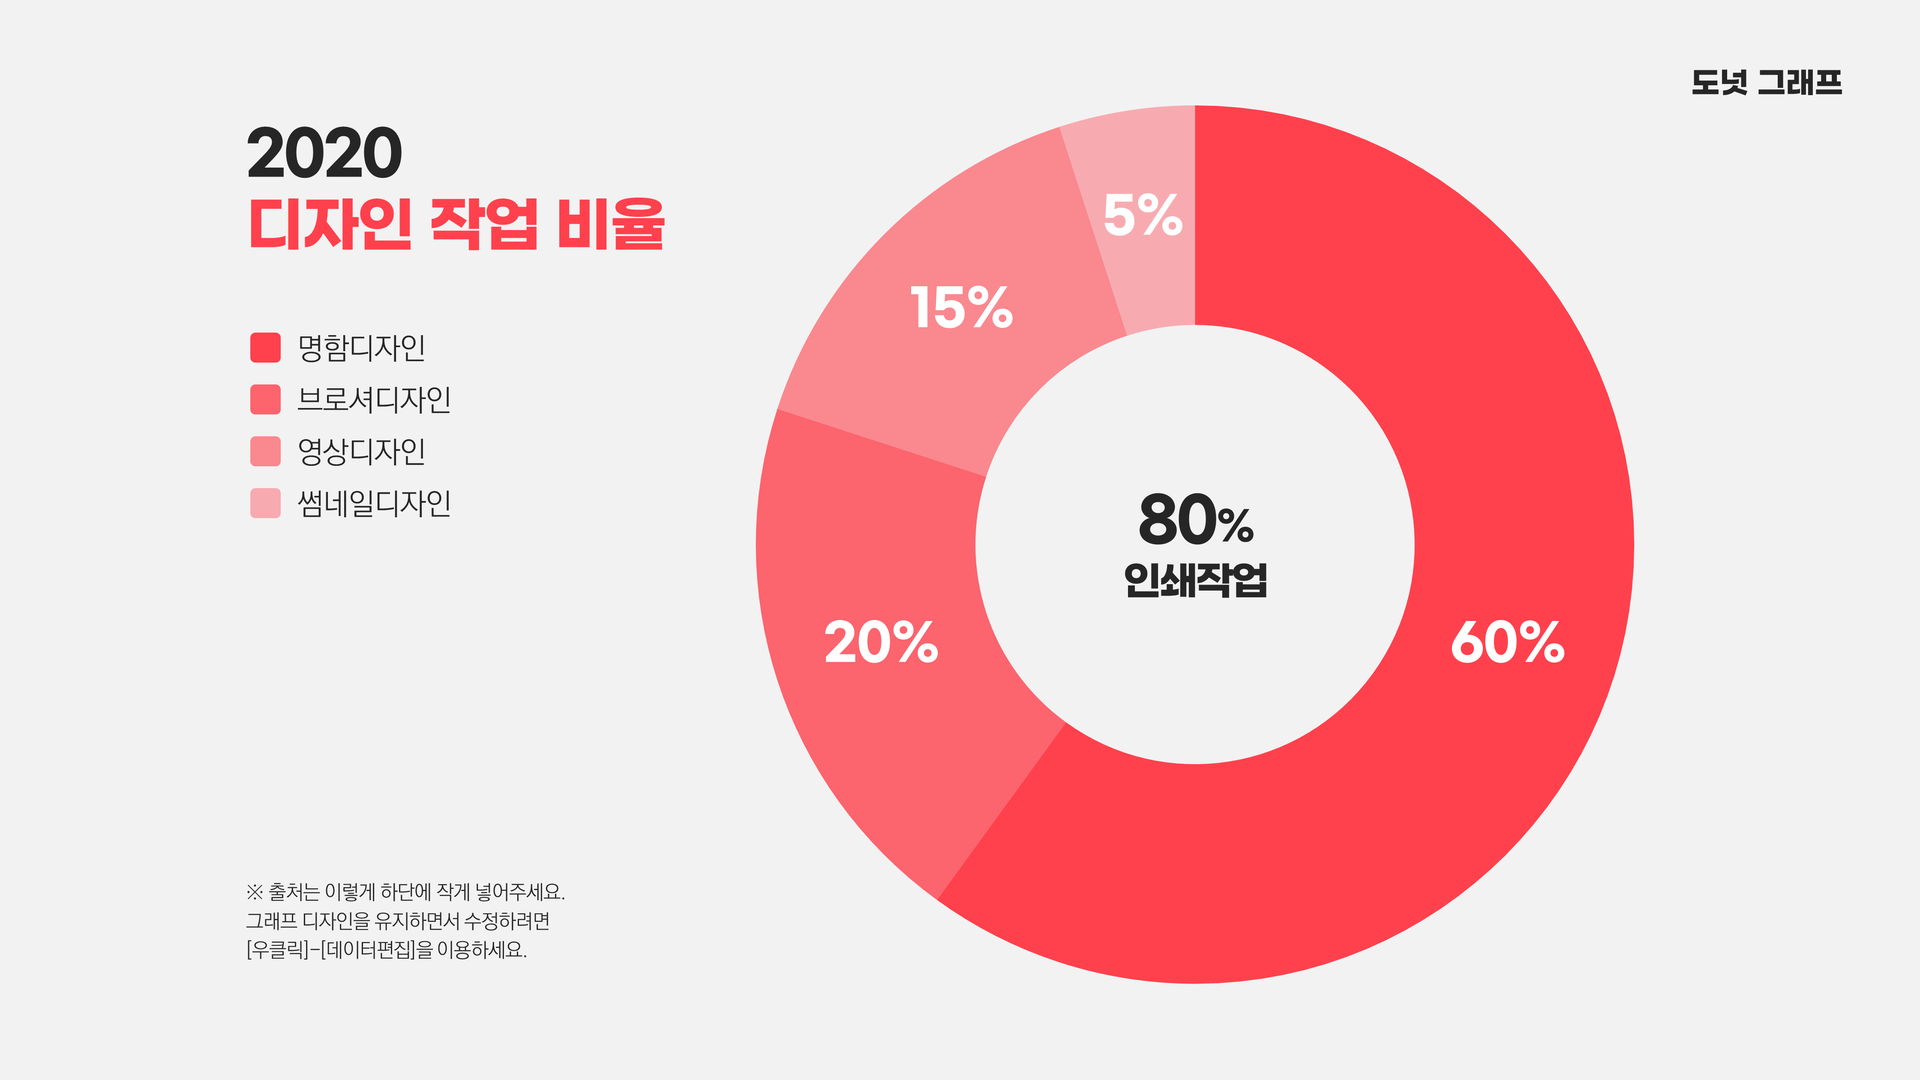 도넛 그래프
2020
디자인 작업 비율
명함디자인
브로셔디자인
영상디자인
썸네일디자인
5%
15%
20%
60%
80%
인쇄작업
※ 출처는 이렇게 하단에 작게 넣어주세요.
그래프 디자인을 유지하면서 수정하려면
[우클릭]-[데이터편집]을 이용하세요.